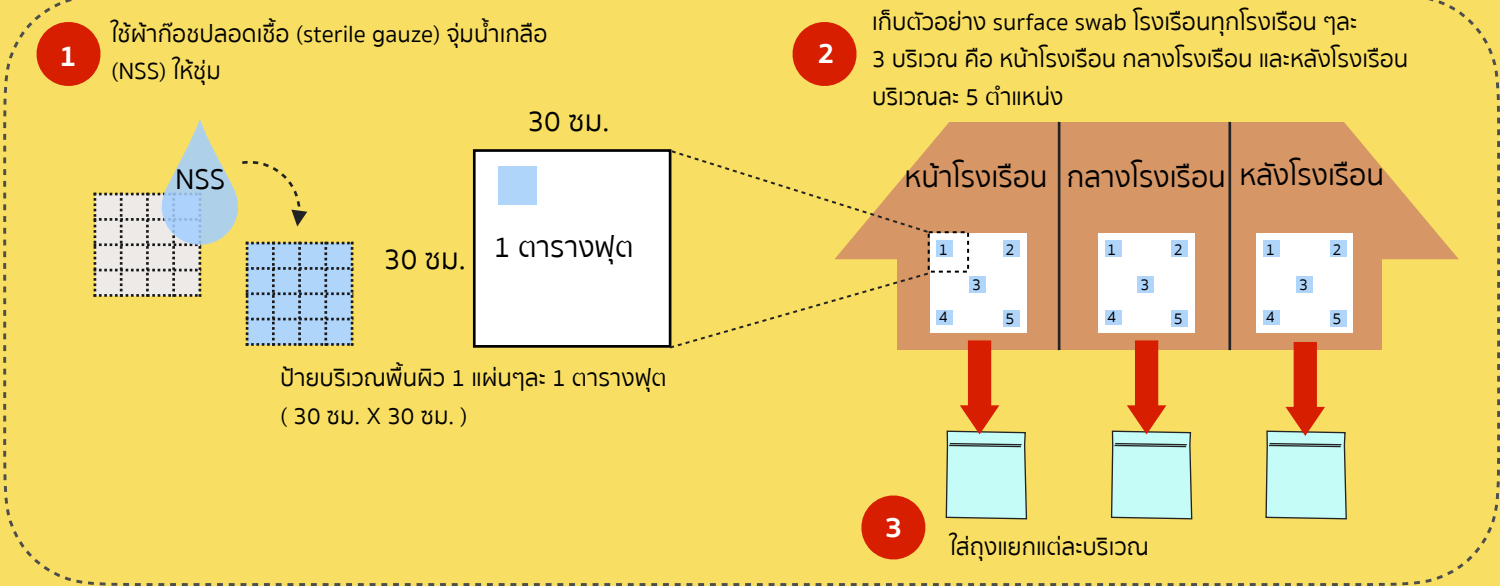 1
ใช้ผ้าก๊อซปลอดเชื้อ (sterile gauze) จุ่มน้ำเกลือ
(NSS) ให้ชุ่ม
NSS
30 ซม.
30 ซม.
1 ตารางฟุต
ป้ายบริเวณพื้นผิว 1 แผ่นๆละ 1 ตารางฟุต
( 30 ซม. X 30 ซม. )
2
เก็บตัวอย่าง surface swab โรงเรือนทุกโรงเรือน ๆละ
3 บริเวณ คือ หน้าโรงเรือน กลางโรงเรือน และหลังโรงเรือน
บริเวณละ 5 ตำแหน่ง
หน้าโรงเรือน กลางโรงเรือน หลังโรงเรือน
1 2 1 2 1 2
3 3 3
4 5 4 5 4 5
3
ใส่ถุงแยกแต่ละบริเวณ